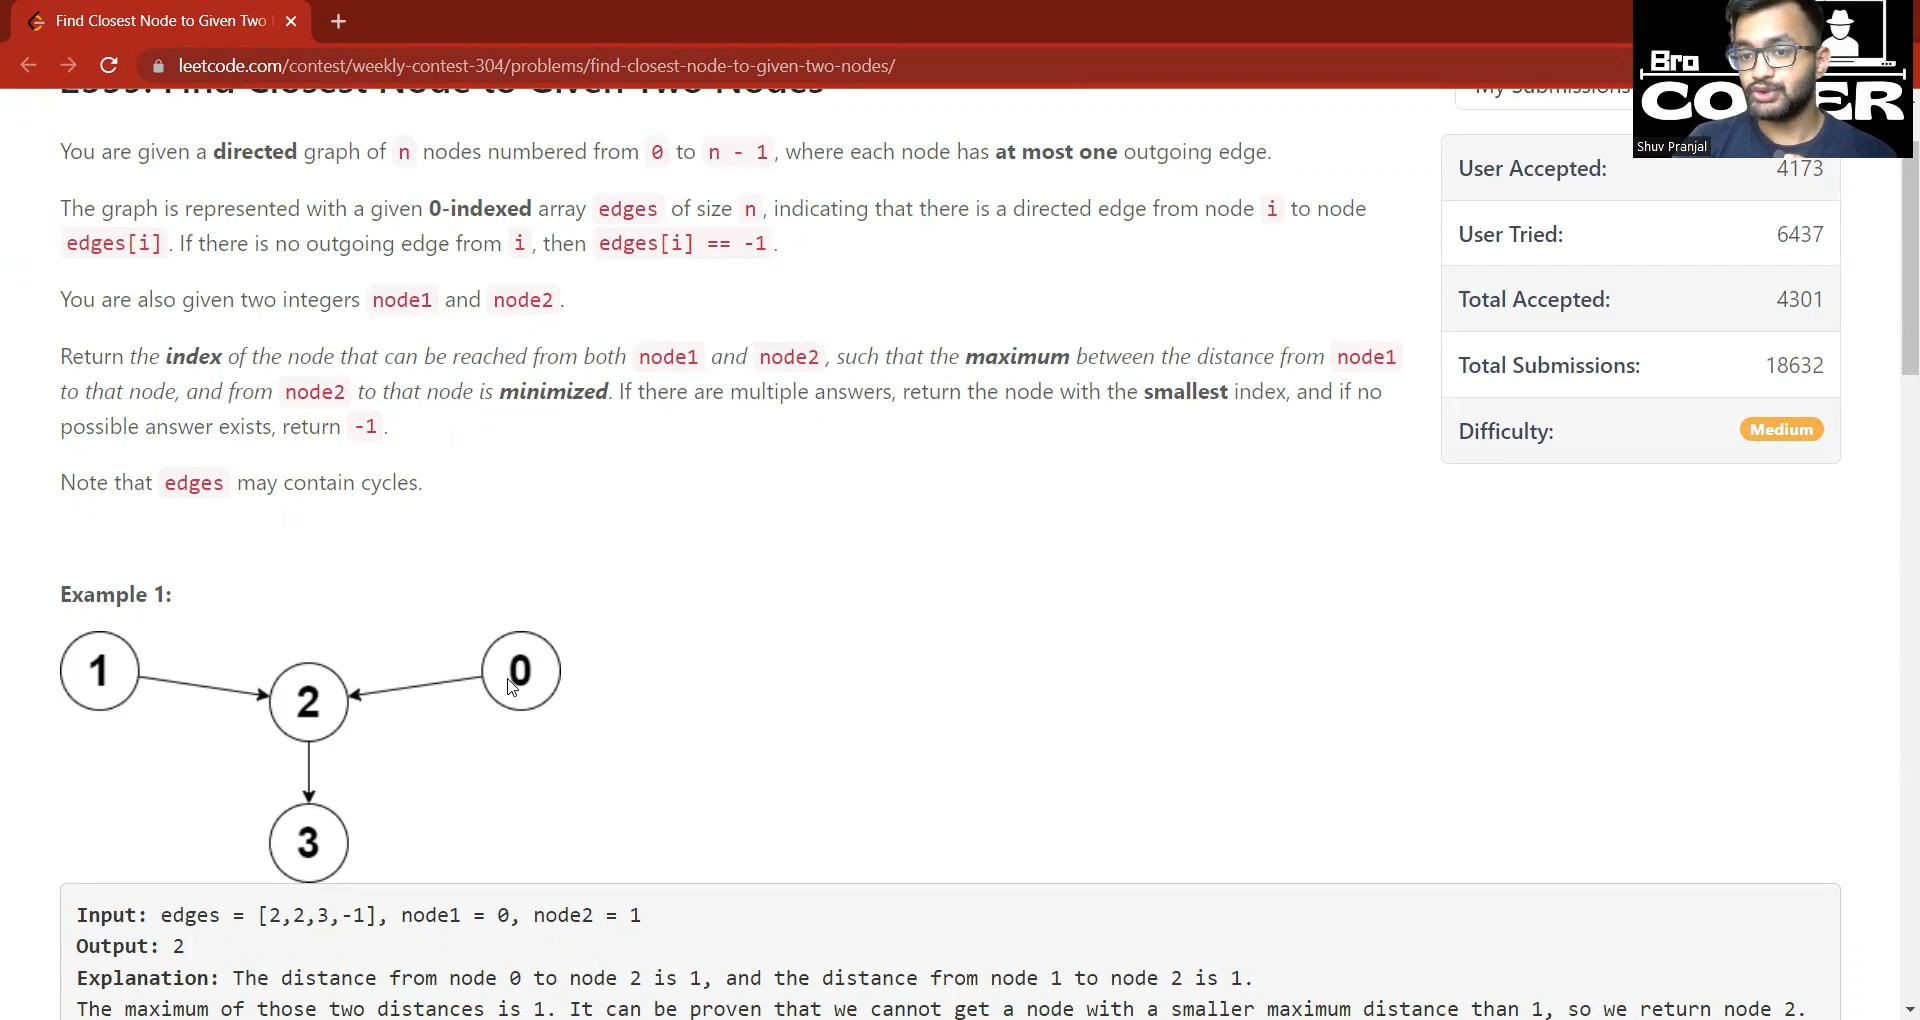 Find Closest Node to Given Two
leetcode.com/contest/weekly-contest-304/problems/find-closest-node-to-given-two-nodes/
Bro
Shuv Pranjal
Find Closest Node to Given Two Nodes
My Submissions
You are given a directed graph of n nodes numbered from 0 to n - 1, where each node has at most one outgoing edge.
The graph is represented with a given 0-indexed array edges of size n, indicating that there is a directed edge from node i to node
edges[i]. If there is no outgoing edge from i, then edges[i] == -1.
You are also given two integers node1 and node2.
Return the index of the node that can be reached from both node1 and node2, such that the maximum between the distance from node1
to that node, and from node2 to that node is minimized. If there are multiple answers, return the node with the smallest index, and if no
possible answer exists, return -1.
Note that edges may contain cycles.
User Accepted: 4173
User Tried: 6437
Total Accepted: 4301
Total Submissions: 18632
Difficulty: Medium
Example 1:
1
0
2
3
Input: edges = [2,2,3,-1], node1 = 0, node2 = 1
Output: 2
Explanation: The distance from node 0 to node 2 is 1, and the distance from node 1 to node 2 is 1.
The maximum of those two distances is 1. It can be proven that we cannot get a node with a smaller maximum distance than 1, so we return node 2.